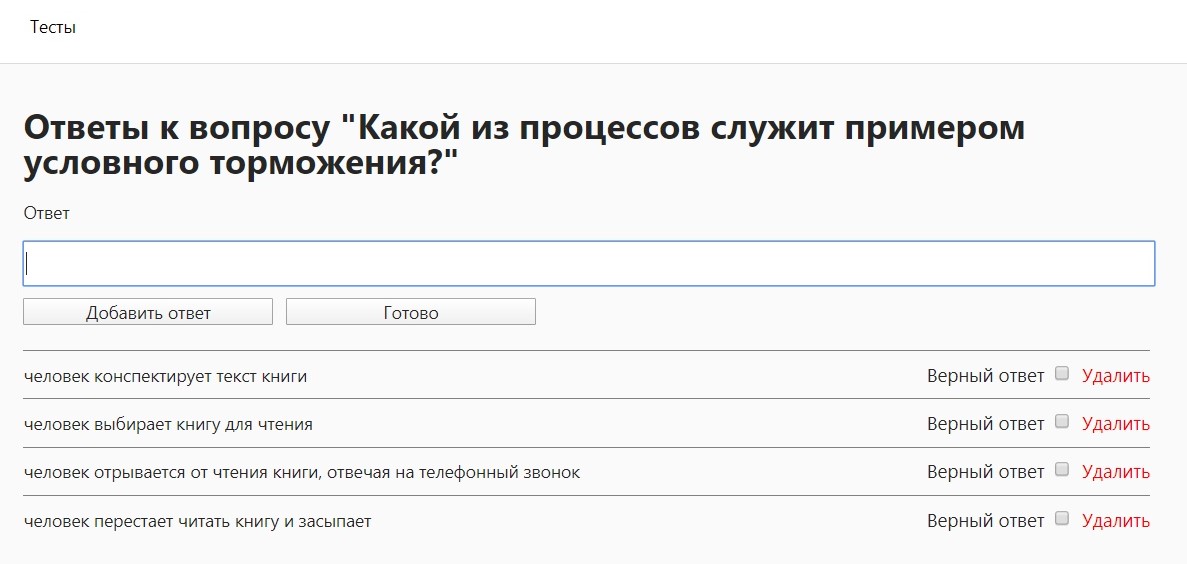 Тесты
Ответы к вопросу "Какой из процессов служит примером
условного торможения?"
Ответ
Добавить ответ Готово
человек конспектирует текст книги Верный ответ Удалить
человек выбирает книгу для чтения Верный ответ Удалить
человек отрывается от чтения книги, отвечая на телефонный звонок Верный ответ Удалить
человек перестает читать книгу и засыпает Верный ответ Удалить